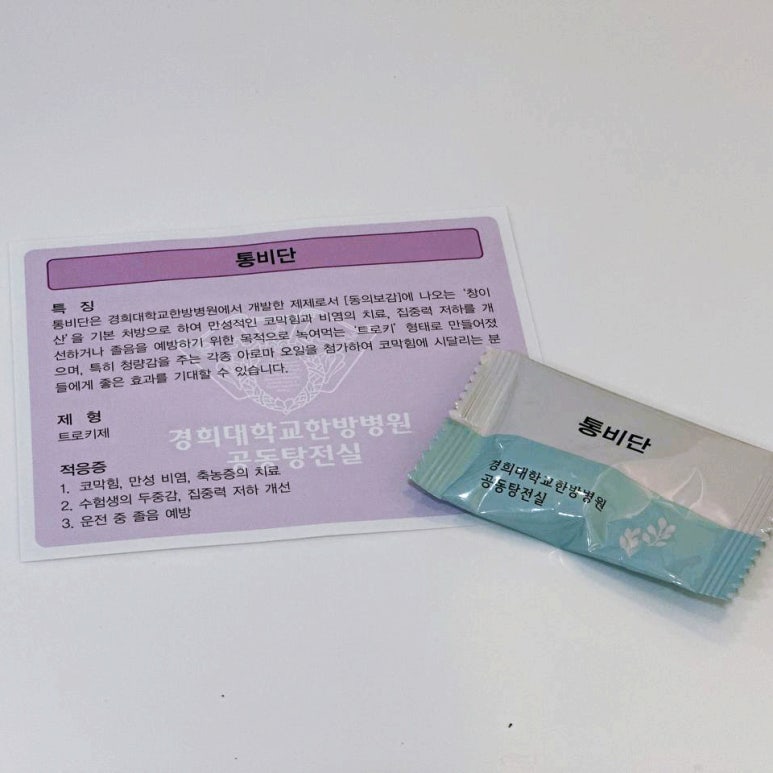 통비단
특 징
통비단은 경희대학교한방병원에서 개발한 제제로서 [동의보감]에 나오는 ‘창이
산’을 기본 처방으로 하여 만성적인 코막힘과 비염의 치료, 집중력 저하를 개
선하거나 졸음을 예방하기 위한 목적으로 녹여먹는 ‘트로키’ 형태로 만들어졌
으며, 특히 청량감을 주는 각종 아로마 오일을 첨가하여 코막힘에 시달리는 분
들에게 좋은 효과를 기대할 수 있습니다.
제 형
트로키제
경희대학교한방병원
공동탕전실
적응증
1. 코막힘, 만성 비염, 축농증의 치료
2. 수험생의 두중감, 집중력 저하 개선
3. 운전 중 졸음 예방
통비단
경희대학교한방병원
공동탕전실